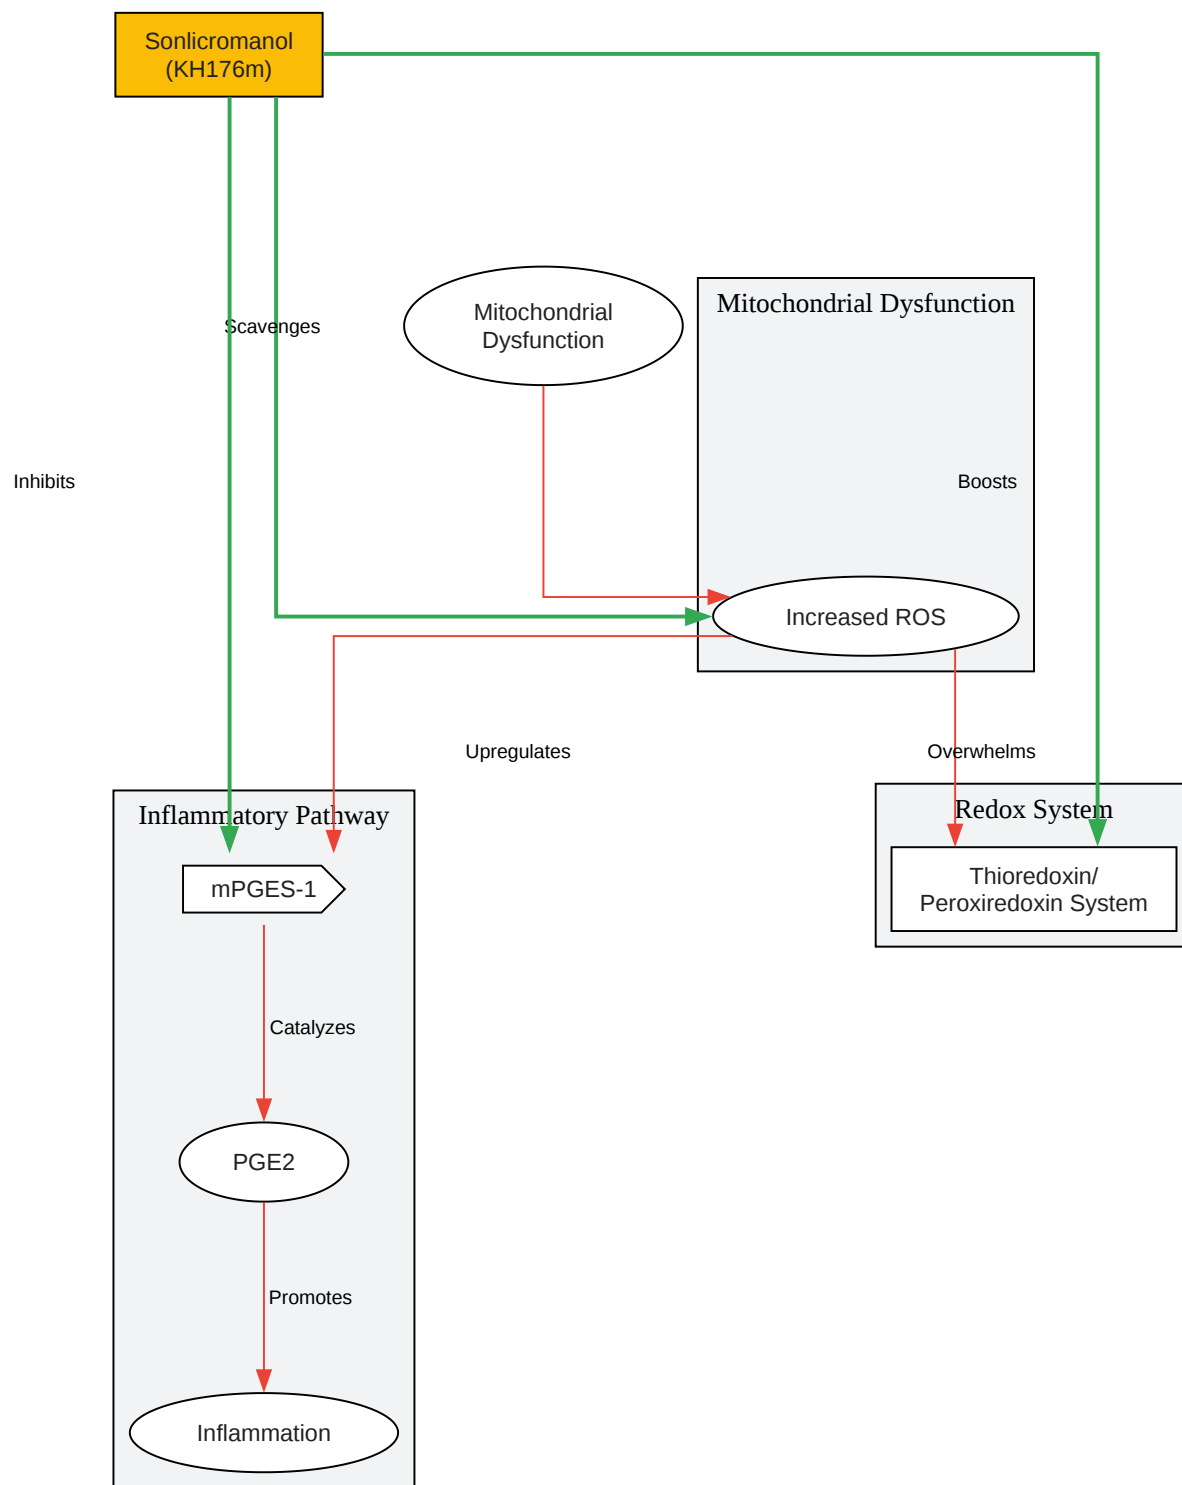 Sonlicromanol
(KH176m)
Scavenges
Mitochondrial
Dysfunction
Mitochondrial Dysfunction
Inhibits
Boosts
Increased ROS
Upregulates
Overwhelms
Inflammatory Pathway
Redox System
mPGES-1
Thioredoxin/
Peroxiredoxin System
Catalyzes
PGE2
Promotes
Inflammation